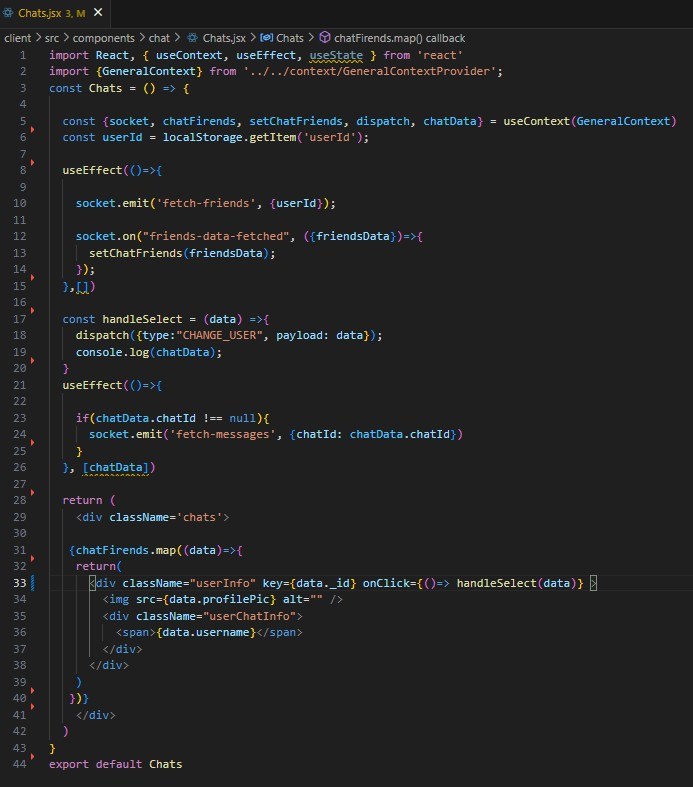 Chats.jsx 3, M ×
client > src > components > chat > Chats.jsx > Chats > chatFirends.map() callback
1 import React, { useContext, useEffect, useState } from 'react'
2 import {GeneralContext} from '../../context/GeneralContextProvider';
3 const Chats = () => {
4
5 const {socket, chatFirends, setChatFriends, dispatch, chatData} = useContext(GeneralContext)
6 const userId = localStorage.getItem('userId');
7
8 useEffect(()=>{
9
10 socket.emit('fetch-friends', {userId});
11
12 socket.on("friends-data-fetched", ({friendsData})=>{
13 setChatFriends(friendsData);
14 });
15 },[])
16
17 const handleSelect = (data) =>{
18 dispatch({type:"CHANGE_USER", payload: data});
19 console.log(chatData);
20 }
21 useEffect(()=>{
22
23 if(chatData.chatId !== null){
24 socket.emit('fetch-messages', {chatId: chatData.chatId})
25 }
26 }, [chatData])
27
28 return (
29 <div className='chats'>
30
31 {chatFirends.map((data)=>{
32 return(
33 <div className="userInfo" key={data._id} onClick={()=> handleSelect(data)} >
34 <img src={data.profilePic} alt="" />
35 <div className="userChatInfo">
36 <span>{data.username}</span>
37 </div>
38 </div>
39 )
40 })}
41 </div>
42 )
43 }
44 export default Chats